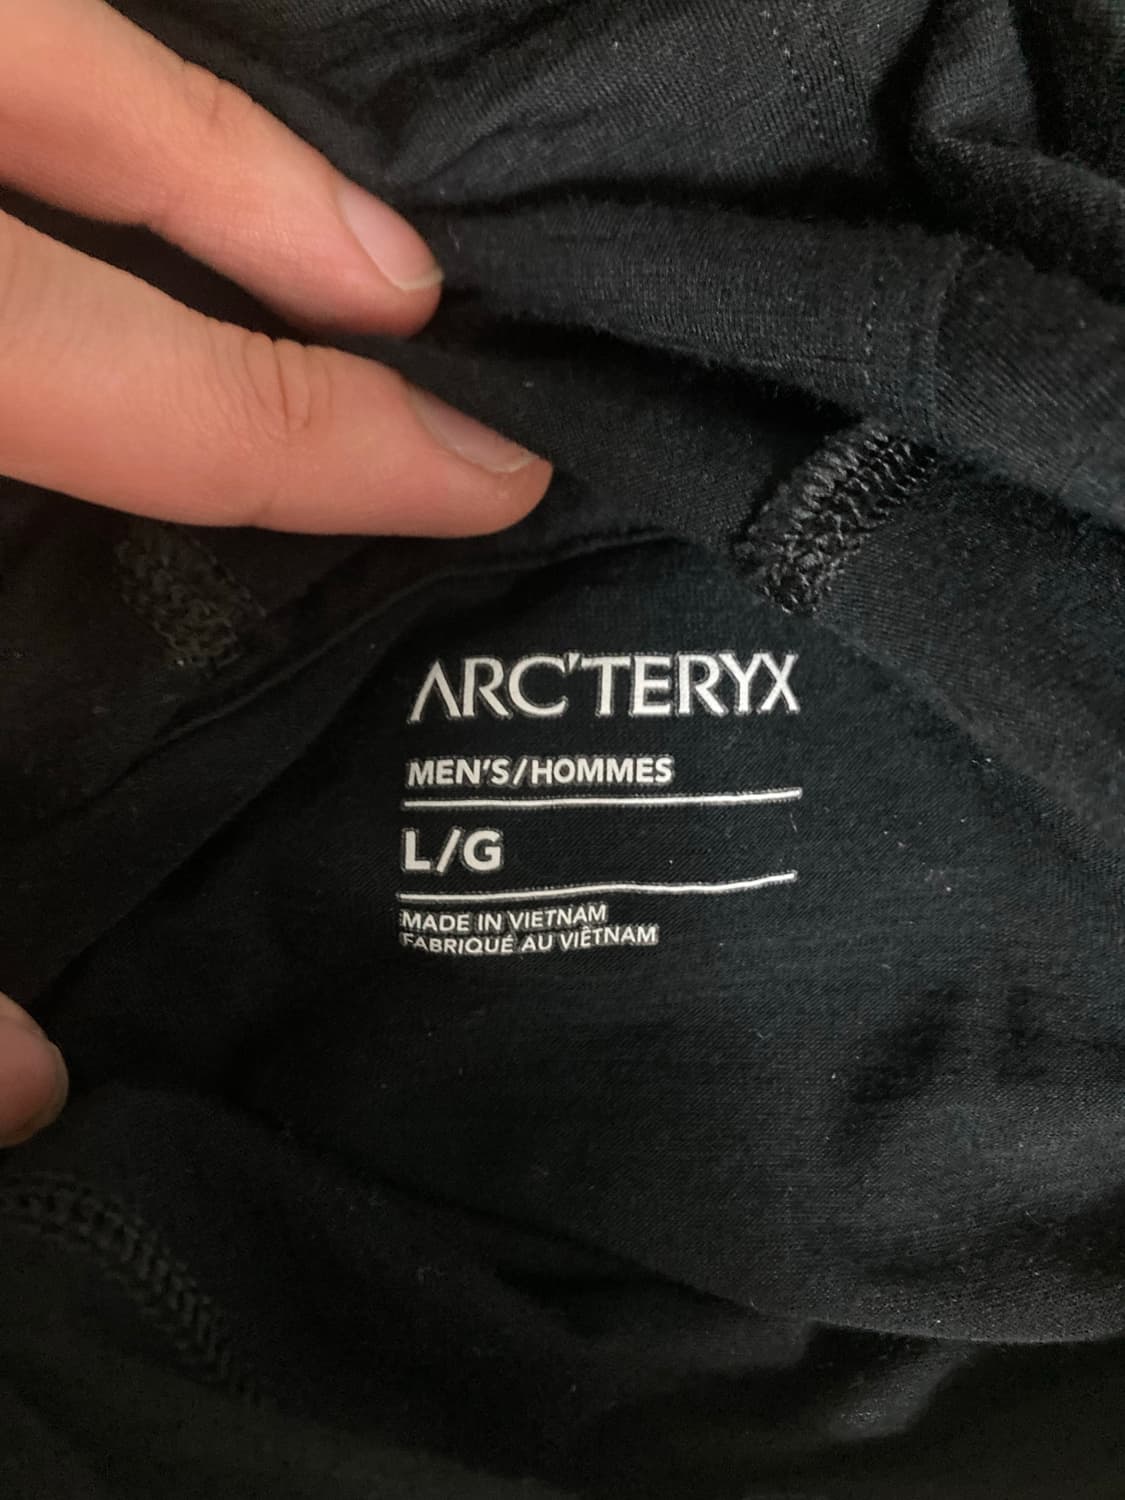 ARC'TERYX
MEN'S/HOMMES
L/G
MADE IN VIETNAM
FABRIQUÉ AU VIÊTNAM